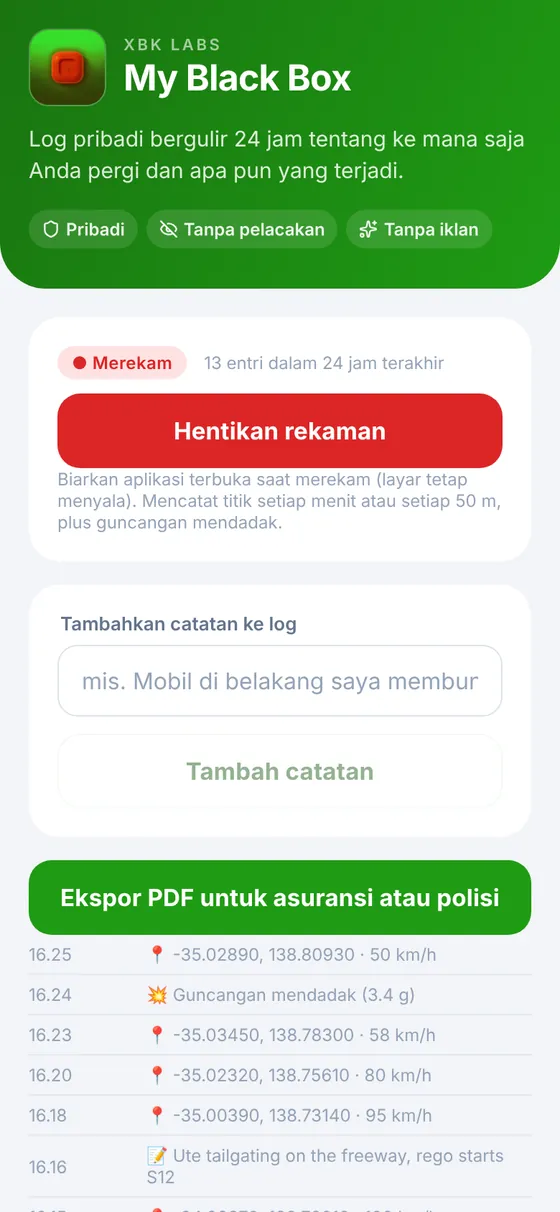 XBK LABS
My Black Box
Log pribadi bergulir 24 jam tentang ke mana saja
Anda pergi dan apa pun yang terjadi.
Pribadi
Tanpa pelacakan
Tanpa iklan
Merekam
13 entri dalam 24 jam terakhir
Hentikan rekaman
Biarkan aplikasi terbuka saat merekam (layar tetap
menyala). Mencatat titik setiap menit atau setiap 50 m,
plus guncangan mendadak.
Tambahkan catatan ke log
mis. Mobil di belakang saya membur
Tambah catatan
Ekspor PDF untuk asuransi atau polisi
16.25 📍 -35.02890, 138.80930 · 50 km/h
16.24 💥 Guncangan mendadak (3.4 g)
16.23 📍 -35.03450, 138.78300 · 58 km/h
16.20 📍 -35.02320, 138.75610 · 80 km/h
16.18 📍 -35.00390, 138.73140 · 95 km/h
16.16 📝 Ute tailgating on the freeway, rego starts
S12